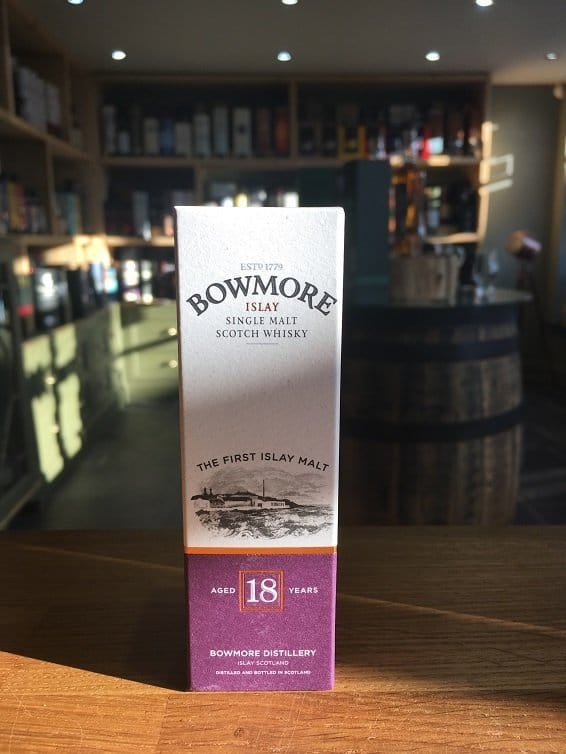 ESTD 1779
BOWMORE
ISLAY
SINGLE MALT
SCOTCH WHISKY
THE FIRST ISLAY MALT
AGED 18 YEARS
BOWMORE DISTILLERY
ISLAY SCOTLAND
DISTILLED AND BOTTLED IN SCOTLAND